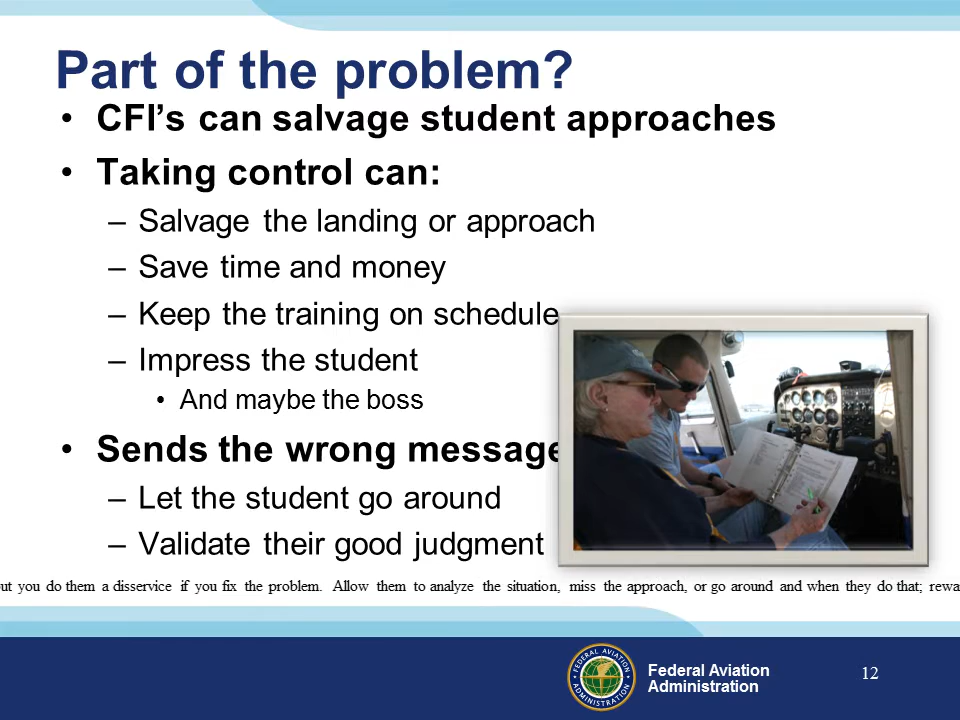 Part of the problem?
• CFI’s can salvage student approaches
• Taking control can:
– Salvage the landing or approach
– Save time and money
– Keep the training on schedule
– Impress the student
• And maybe the boss
• Sends the wrong message
– Let the student go around
– Validate their good judgment
ut you do them a disservice if you fix the problem. Allow them to analyze the situation, miss the approach, or go around and when they do that; rewa
FEDERAL AVIATION
ADMINISTRATION
Federal Aviation
Administration
12